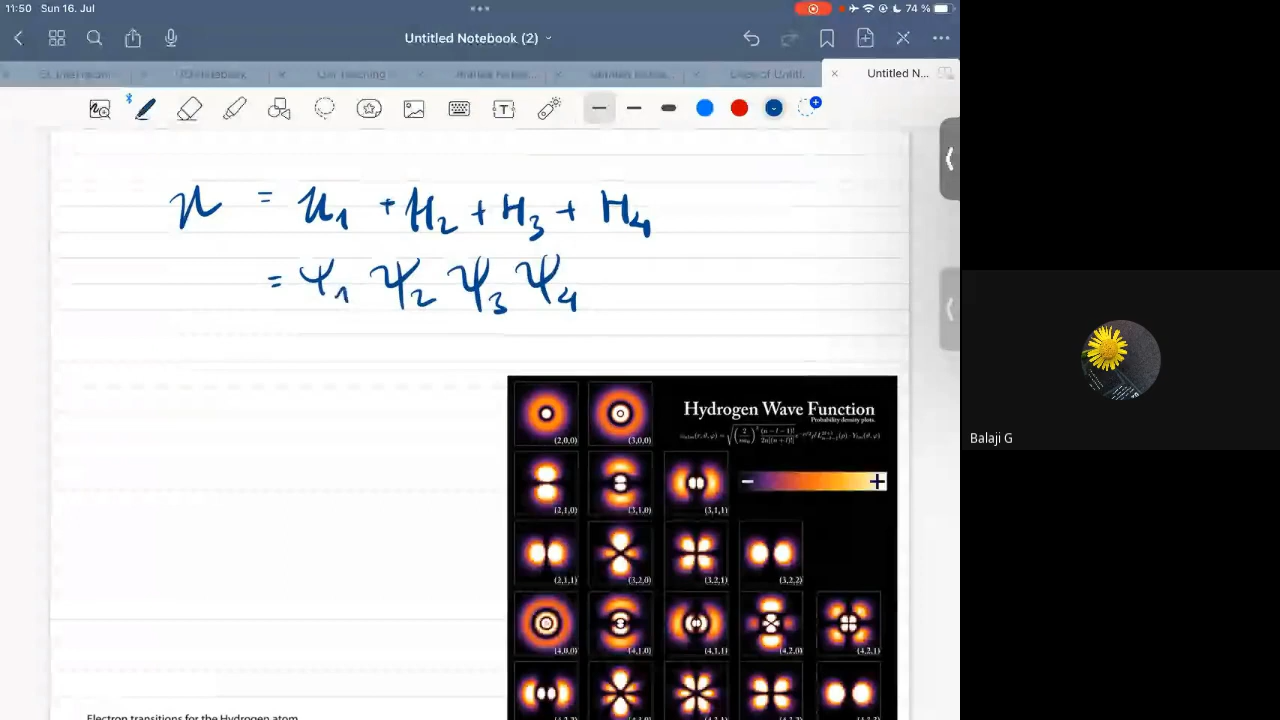 11:50 Sun 16. Jul
74 %
Untitled Notebook (2)
Untitled N...
T
H = H1 + H2 + H3 + H4
= Ψ1 Ψ2 Ψ3 Ψ4
Hydrogen Wave Function
Probability density plots.
(2,0,0) (3,0,0)
− +
(2,1,0) (3,1,0) (3,1,1)
(2,1,1) (3,2,0) (3,2,1) (3,2,2)
(4,0,0) (4,1,0) (4,1,1) (4,2,0) (4,2,1)
Electron transitions for the Hydrogen atom
Balaji G